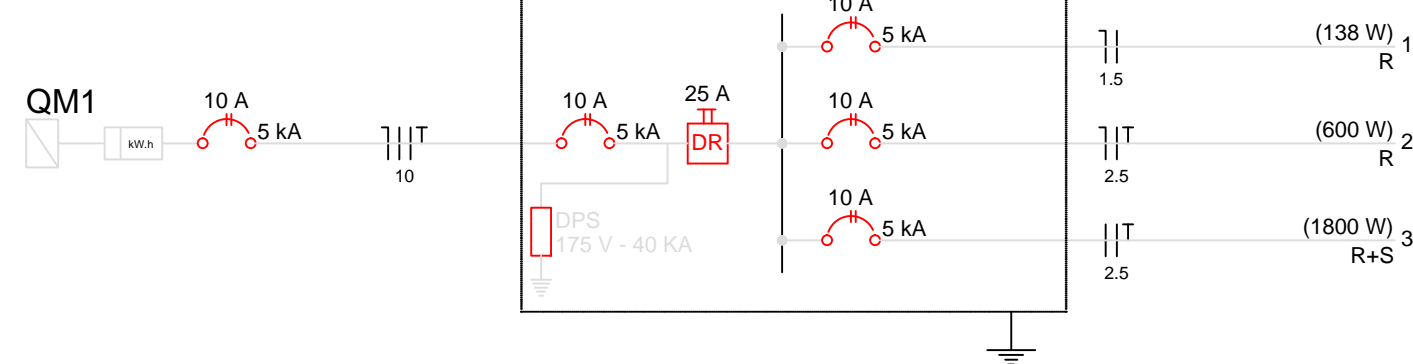 10 A
5 kA
(138 W)
1
R
1.5
QM1
kW.h
10 A
5 kA
10
10 A
5 kA
25 A
DR
10 A
5 kA
(600 W)
2
R
2.5
DPS
175 V - 40 KA
10 A
5 kA
(1800 W)
3
R+S
2.5